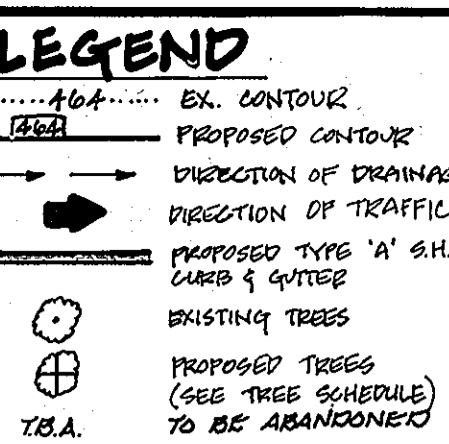 LEGEND
.....464..... EX. CONTOUR
464 PROPOSED CONTOUR
DIRECTION OF DRAINAG
DIRECTION OF TRAFFIC
PROPOSED TYPE 'A' S.H.
CURB & GUTTER
EXISTING TREES
PROPOSED TREES
(SEE TREE SCHEDULE)
T.B.A. TO BE ABANDONED